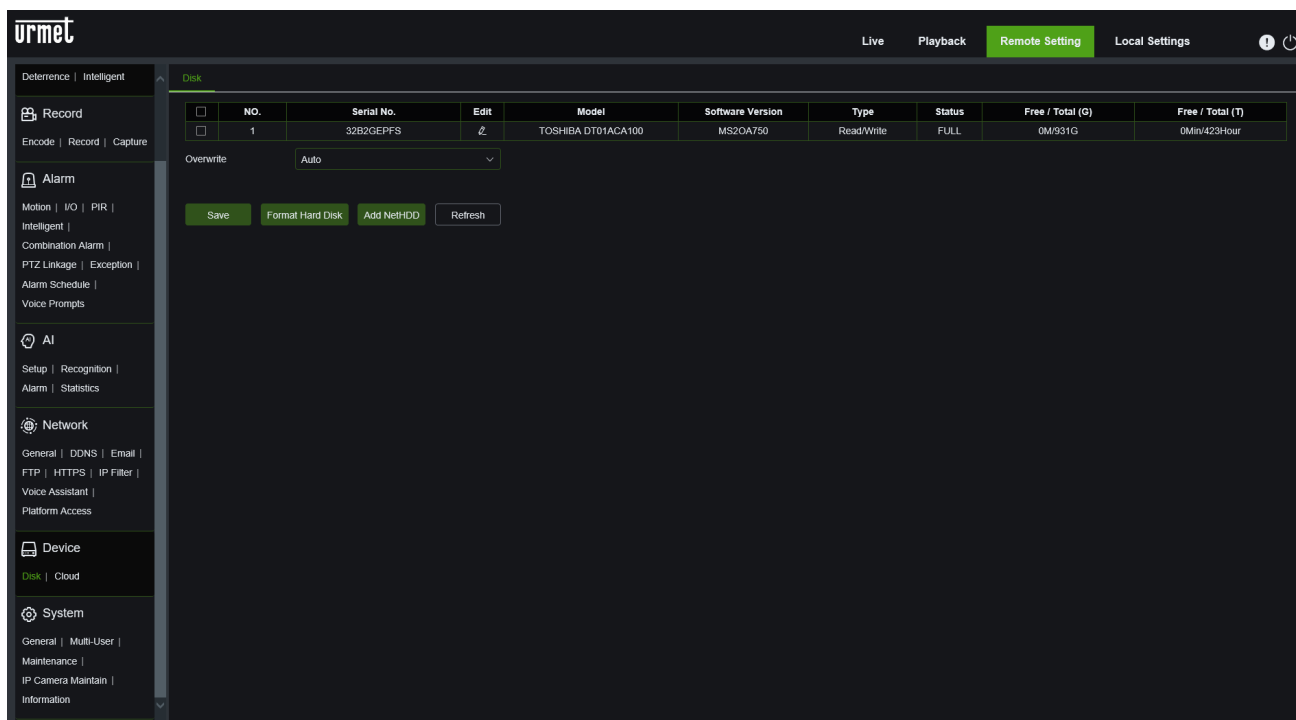 urmet
Live Playback Remote Setting Local Settings
Deterrence | Intelligent
Record
Encode | Record | Capture
Alarm
Motion | I/O | PIR |
Intelligent |
Combination Alarm |
PTZ Linkage | Exception |
Alarm Schedule |
Voice Prompts
AI
Setup | Recognition |
Alarm | Statistics
Network
General | DDNS | Email |
FTP | HTTPS | IP Filter |
Voice Assistant |
Platform Access
Device
Disk | Cloud
System
General | Multi-User |
Maintenance |
IP Camera Maintain |
Information
Disk
NO. Serial No. Edit Model Software Version Type Status Free / Total (G) Free / Total (T)
1 32B2GEPFS TOSHIBA DT01ACA100 MS2OA750 Read/Write FULL 0M/931G 0Min/423Hour
Overwrite Auto
Save Format Hard Disk Add NetHDD Refresh